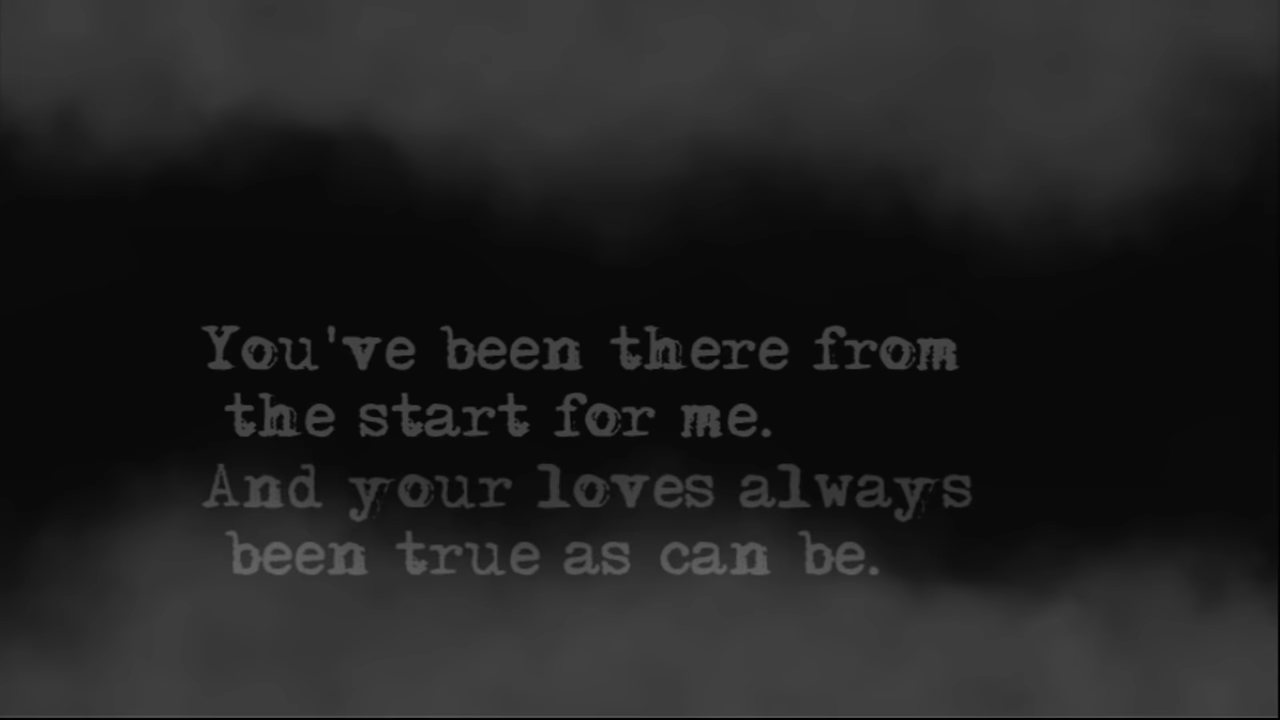 You've been there from
the start for me.
And your loves always
been true as can be.